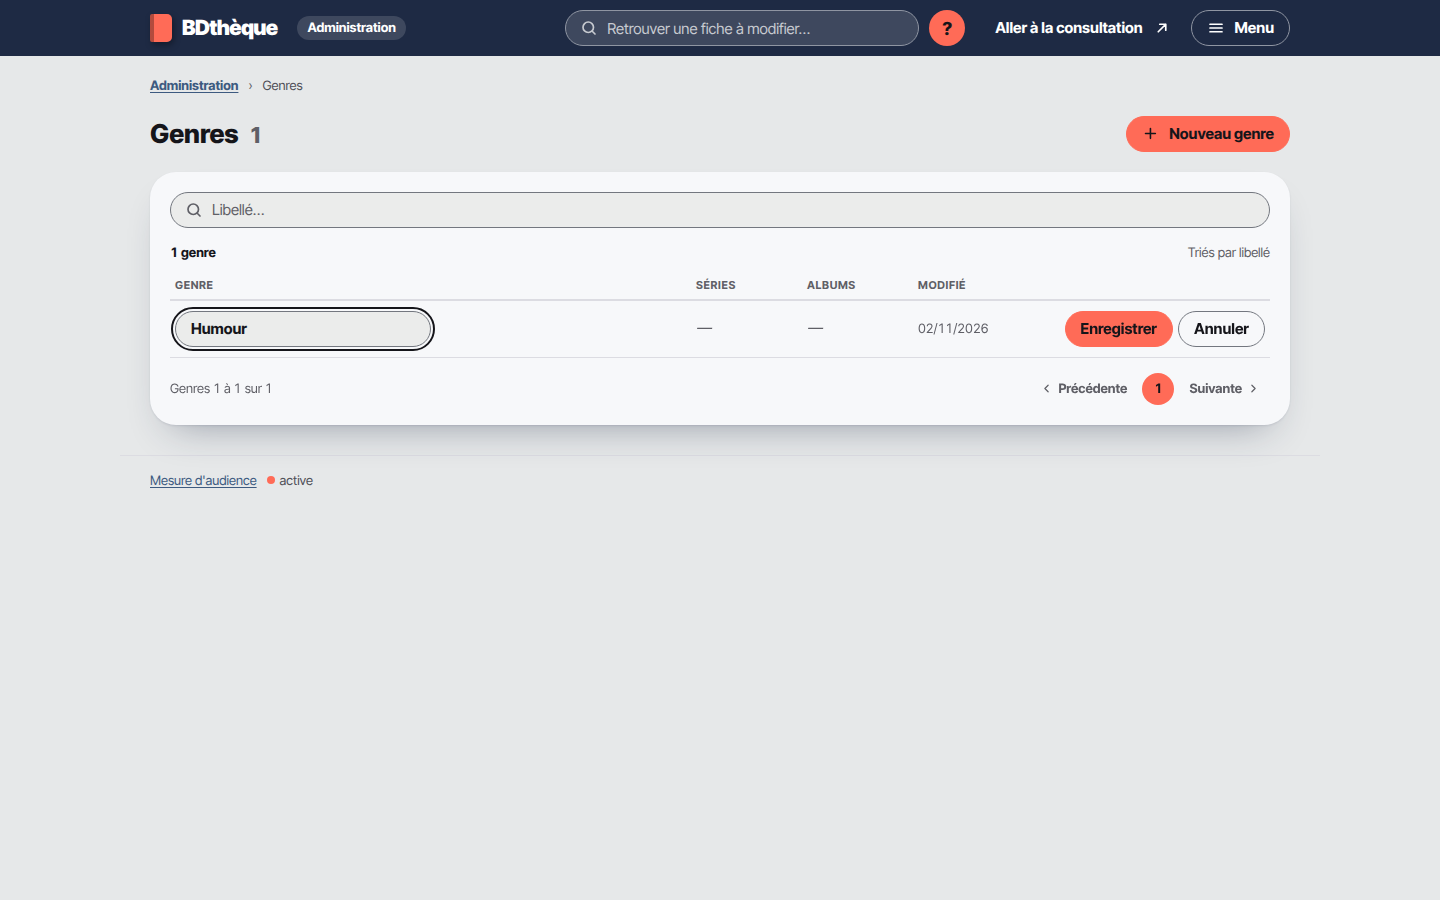 BDthèque Administration Retrouver une fiche à modifier... ? Aller à la consultation Menu
Administration › Genres
Genres 1 Nouveau genre
Libellé...
1 genre Triés par libellé
GENRE SÉRIES ALBUMS MODIFIÉ
Humour — — 02/11/2026 Enregistrer Annuler
Genres 1 à 1 sur 1 Précédente 1 Suivante
Mesure d'audience active